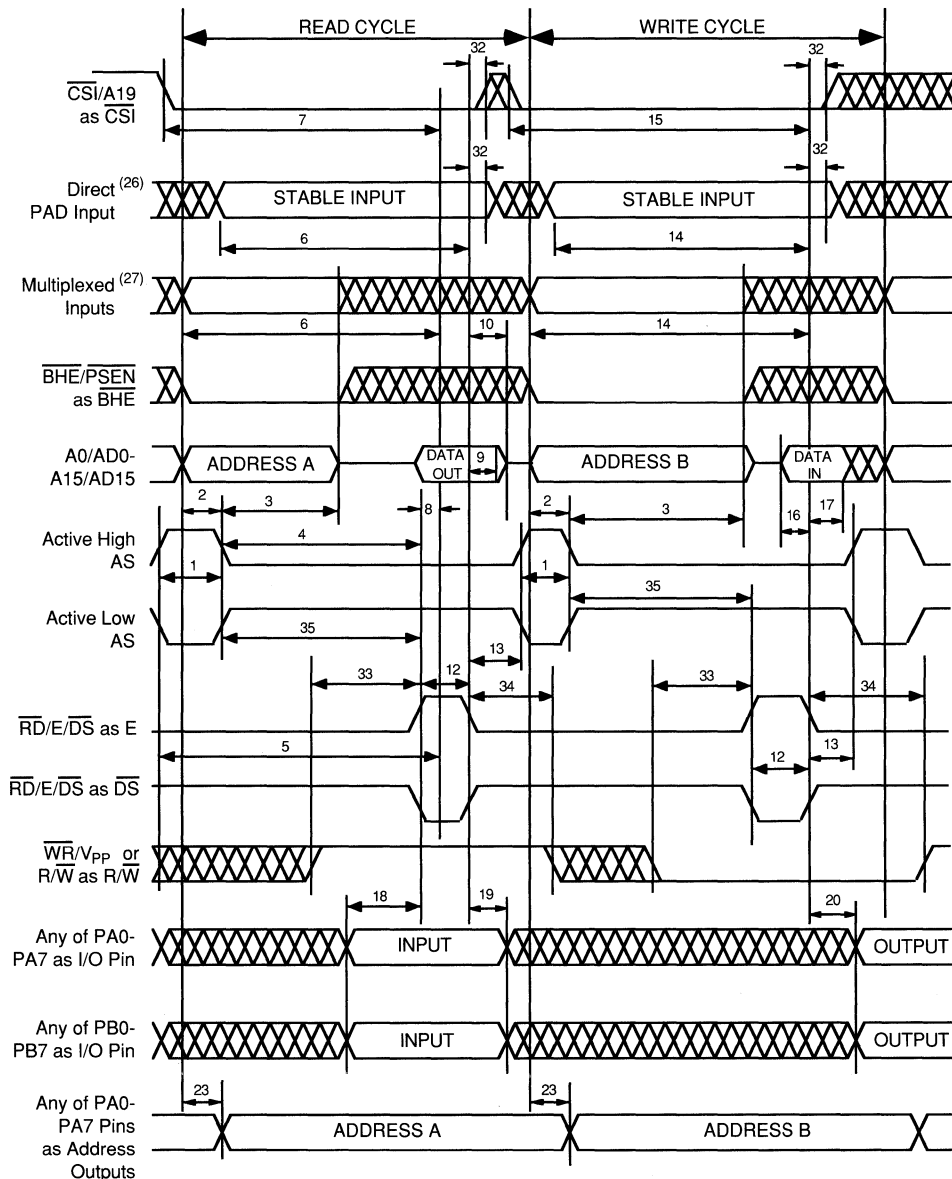 READ CYCLE WRITE CYCLE
32 32
CSI/A19
as CSI
7 15
32 32
Direct (26)
PAD Input
STABLE INPUT STABLE INPUT
6 14
Multiplexed (27)
Inputs
6 10 14
BHE/PSEN
as BHE
A0/AD0-
A15/AD15
ADDRESS A
DATA
OUT
9
ADDRESS B
DATA
IN
2 3 8 2 3 16 17
Active High
AS
4
1 1
35
Active Low
AS
35
13
33 12 34 33 34
RD/E/DS as E
5 12 13
RD/E/DS as DS
WR/VPP or
R/W as R/W
18 19 20
Any of PA0-
PA7 as I/O Pin
INPUT OUTPUT
Any of PB0-
PB7 as I/O Pin
INPUT OUTPUT
23 23
Any of PA0-
PA7 Pins
as Address
Outputs
ADDRESS A ADDRESS B